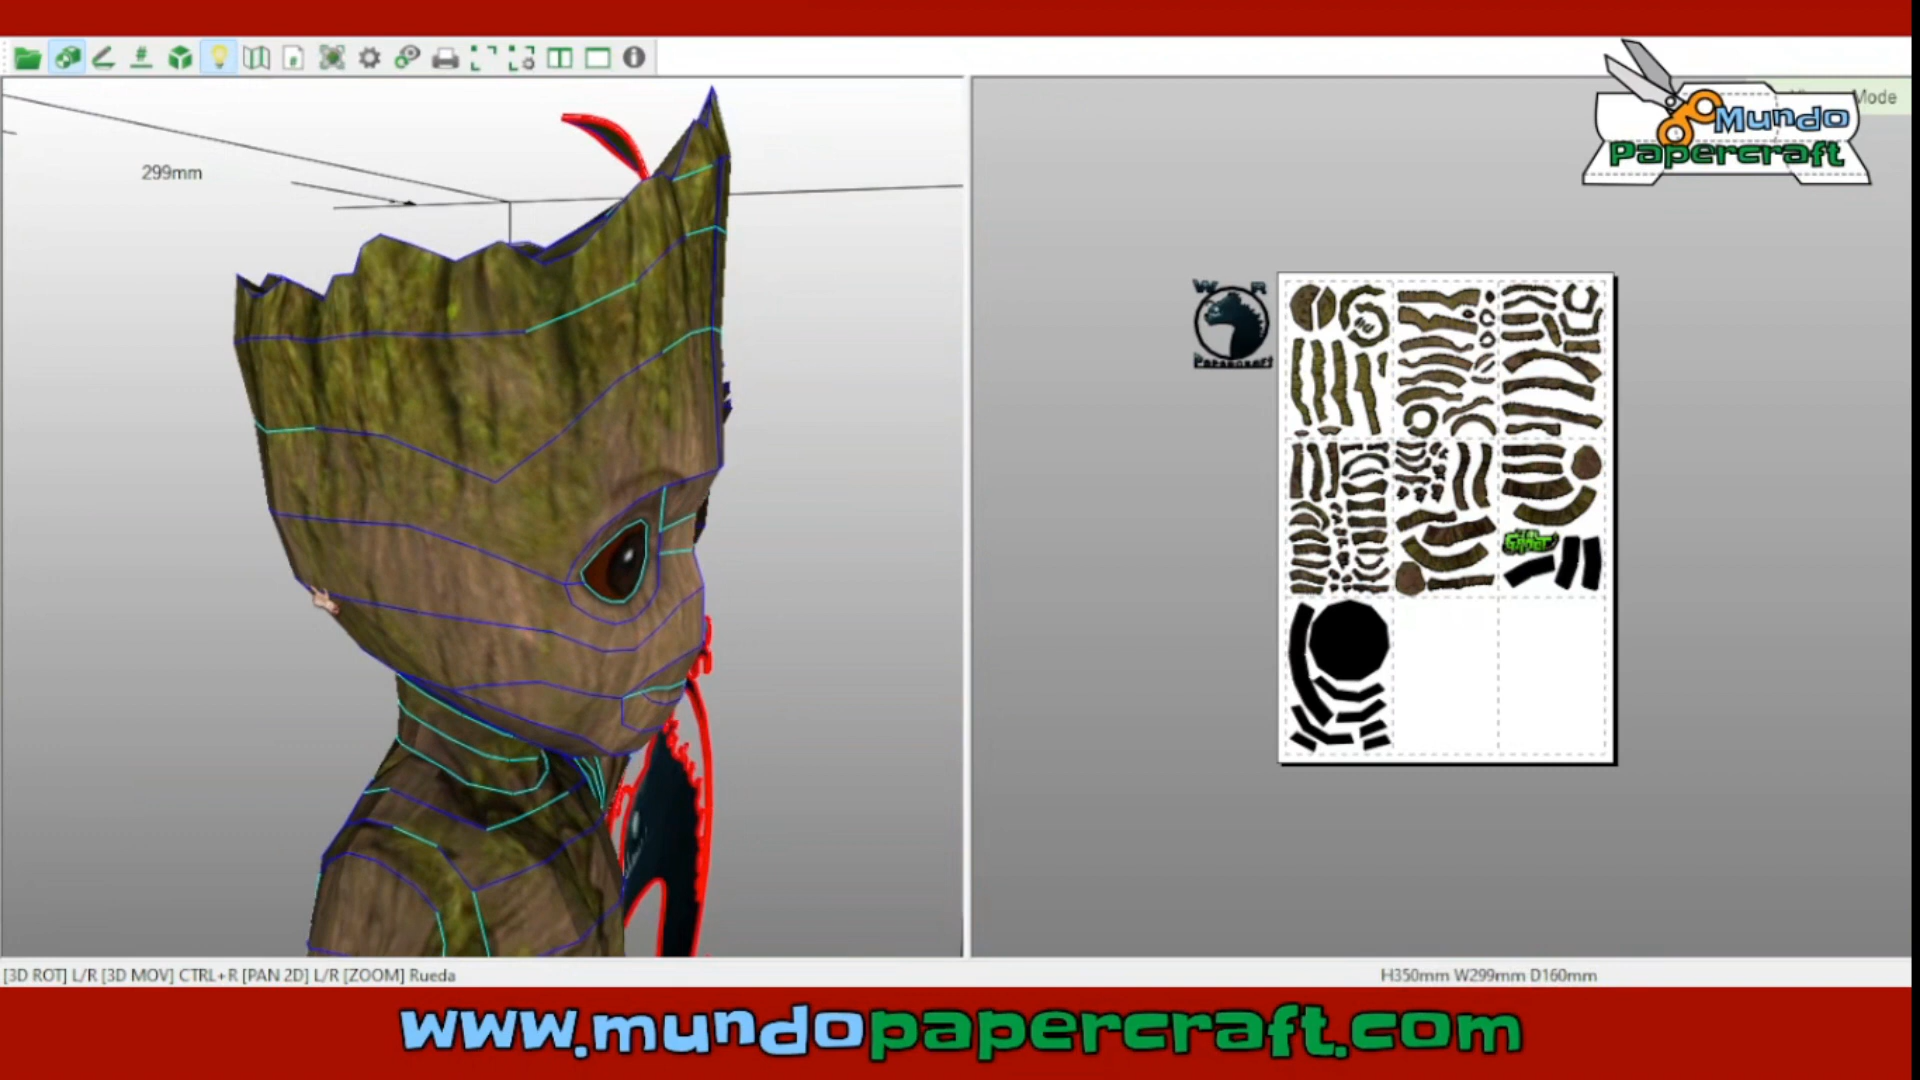 Mundo
Mode
Papercraft
299mm
W R
Papercraft
[3D ROT] L/R [3D MOV] CTRL+R [PAN 2D] L/R [ZOOM] Rueda
H350mm W299mm D160mm
www.mundopapercraft.com